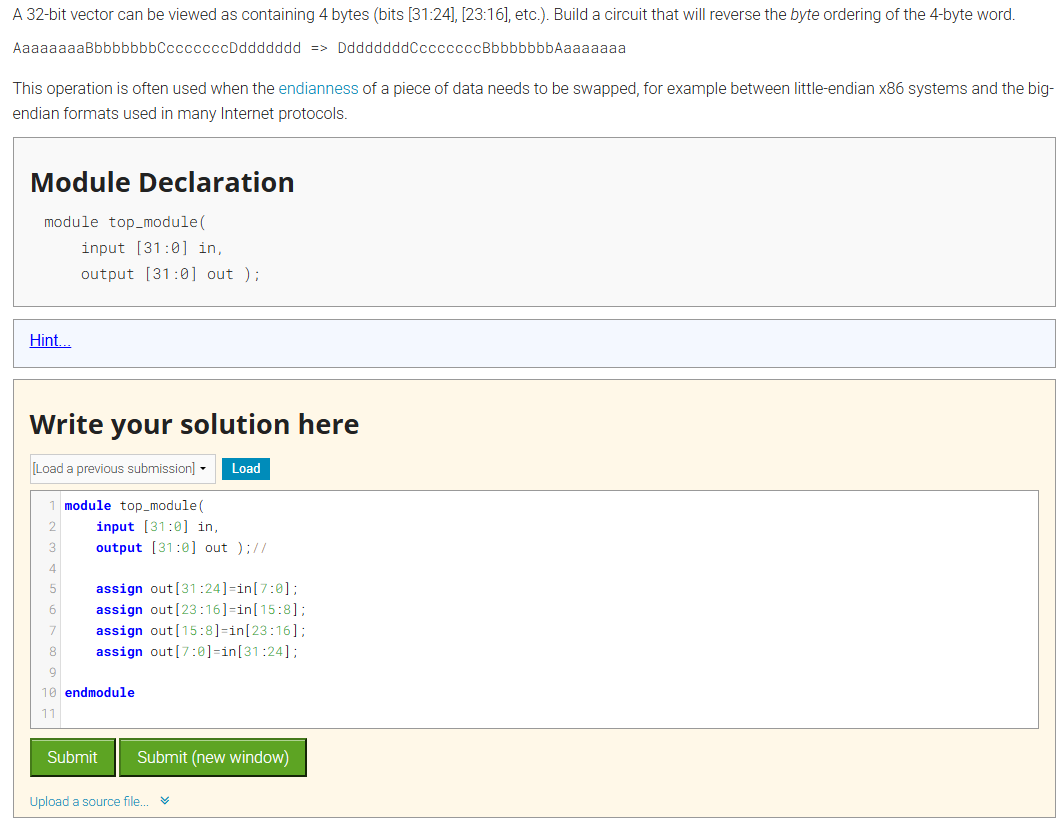 A 32-bit vector can be viewed as containing 4 bytes (bits [31:24], [23:16], etc.). Build a circuit that will reverse the byte ordering of the 4-byte word.
AaaaaaaaBbbbbbbbCcccccccDddddddd => DdddddddCcccccccBbbbbbbbAaaaaaaa
This operation is often used when the endianness of a piece of data needs to be swapped, for example between little-endian x86 systems and the big-
endian formats used in many Internet protocols.
Module Declaration
module top_module(
    input [31:0] in,
    output [31:0] out );
Hint...
Write your solution here
[Load a previous submission] Load
1 module top_module(
2     input [31:0] in,
3     output [31:0] out );//
4
5     assign out[31:24]=in[7:0];
6     assign out[23:16]=in[15:8];
7     assign out[15:8]=in[23:16];
8     assign out[7:0]=in[31:24];
9
10 endmodule
11
Submit Submit (new window)
Upload a source file...